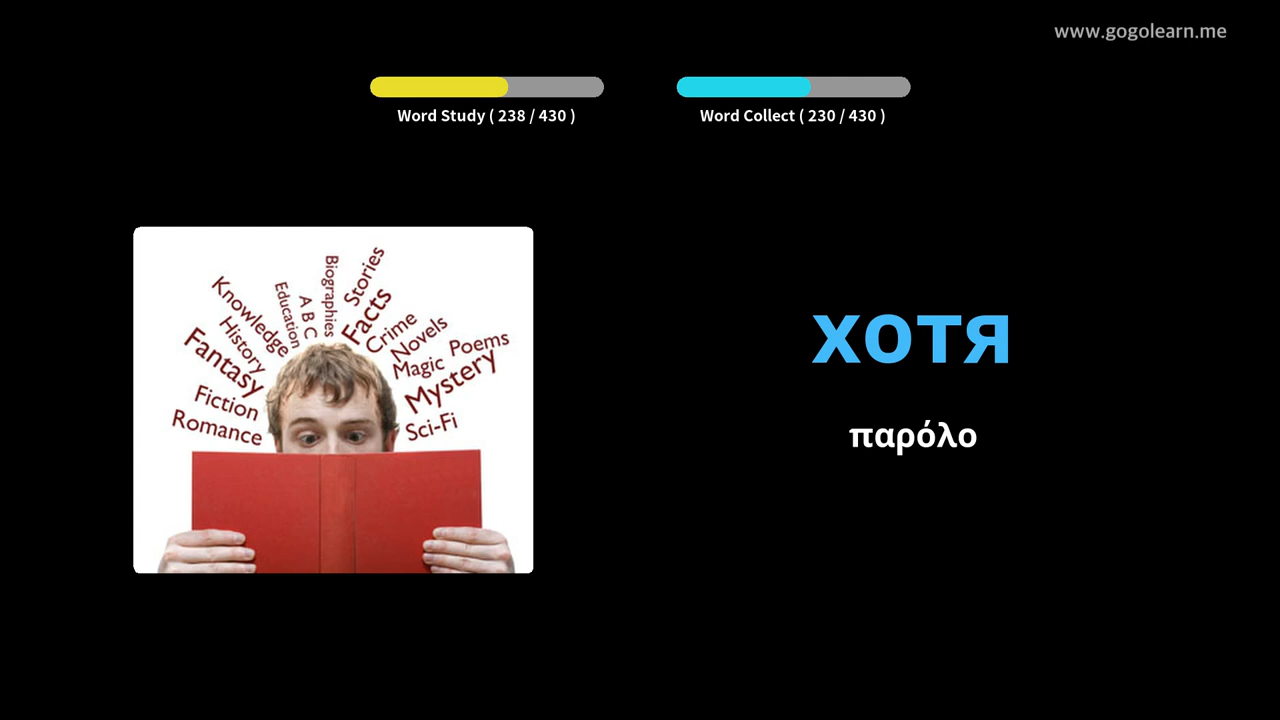 www.gogolearn.me
Word Study ( 238 / 430 )
Word Collect ( 230 / 430 )
Biographies
Stories
Education
A B C
Facts
Knowledge
History
Crime
Novels
Poems
Fantasy
Magic
Mystery
Fiction
Romance
Sci-Fi
хотя
παρόλο